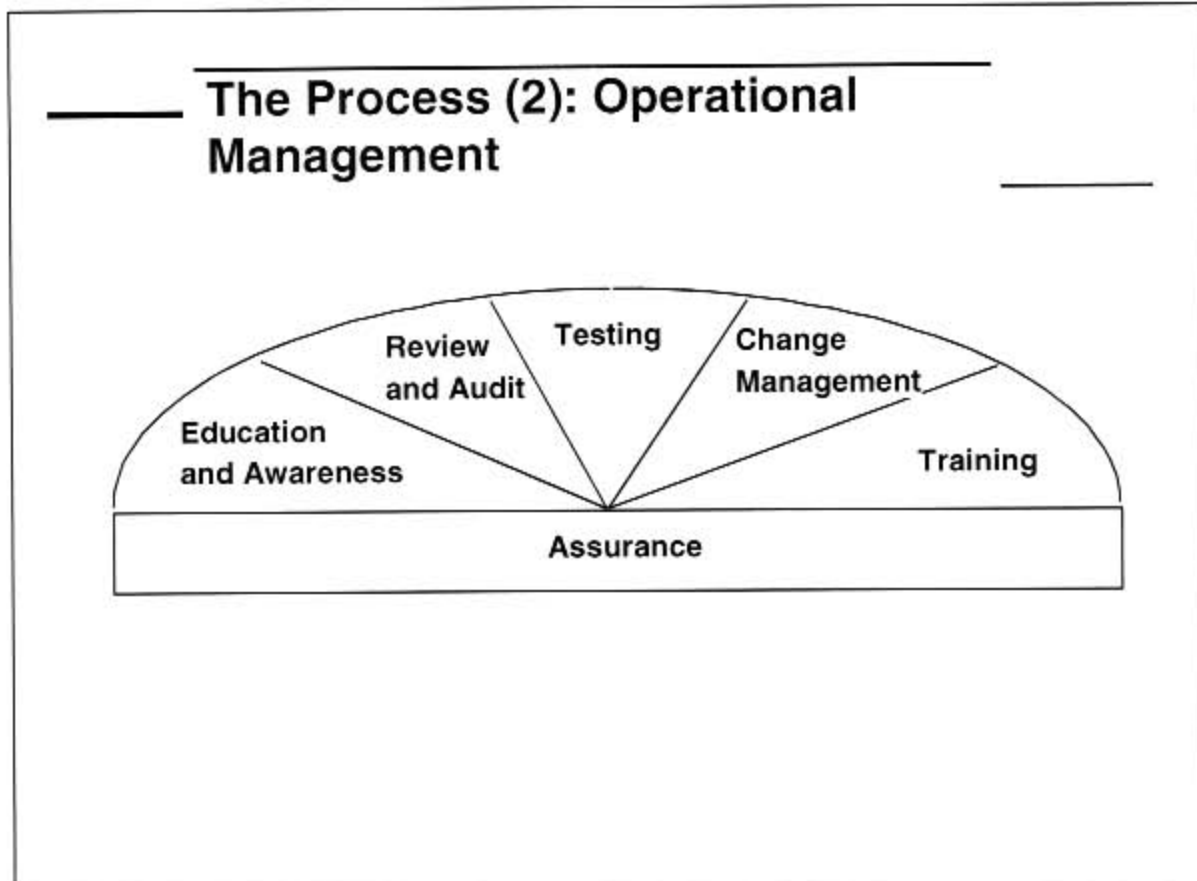 The Process (2): Operational
Management
Education
and Awareness
Review
and Audit
Testing
Change
Management
Training
Assurance